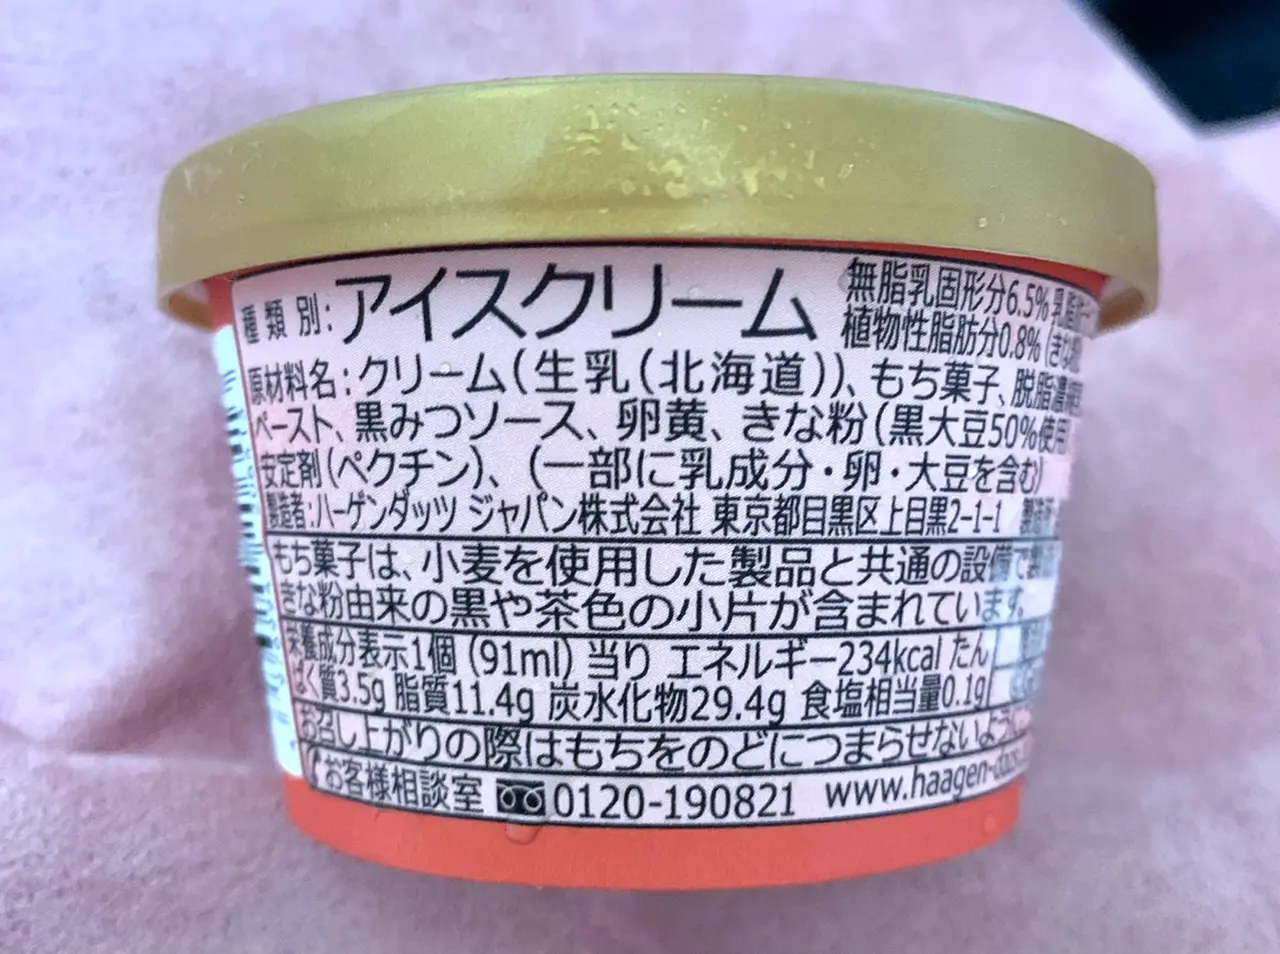 種類別:アイスクリーム
無脂乳固形分6.5%
植物性脂肪分0.8%
原材料名:クリーム(生乳(北海道))、もち菓子、脱脂濃縮
ペースト、黒みつソース、卵黄、きな粉(黒大豆50%使用
安定剤(ペクチン)、(一部に乳成分・卵・大豆を含む)
製造者:ハーゲンダッツ ジャパン株式会社 東京都目黒区上目黒2-1-1
もち菓子は、小麦を使用した製品と共通の設備で
きな粉由来の黒や茶色の小片が含まれています。
栄養成分表示1個(91ml)当り エネルギー234kcal たん
ぱく質3.5g 脂質11.4g 炭水化物29.4g 食塩相当量0.1g
お召し上がりの際はもちをのどにつまらせないように
お客様相談室 0120-190821 www.haagen-